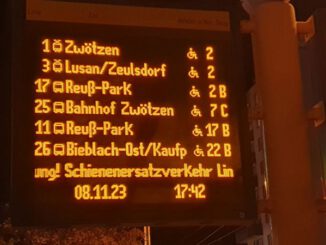 1 Zwötzen 2
3 Lusan/Zeulsdorf 2
17 Reuß-Park 2 B
25 Bahnhof Zwötzen 7 C
11 Reuß-Park 17 B
26 Bieblach-Ost/Kaufp 22 B
ung! Schienenersatzverkehr Lin
08.11.23 17:42